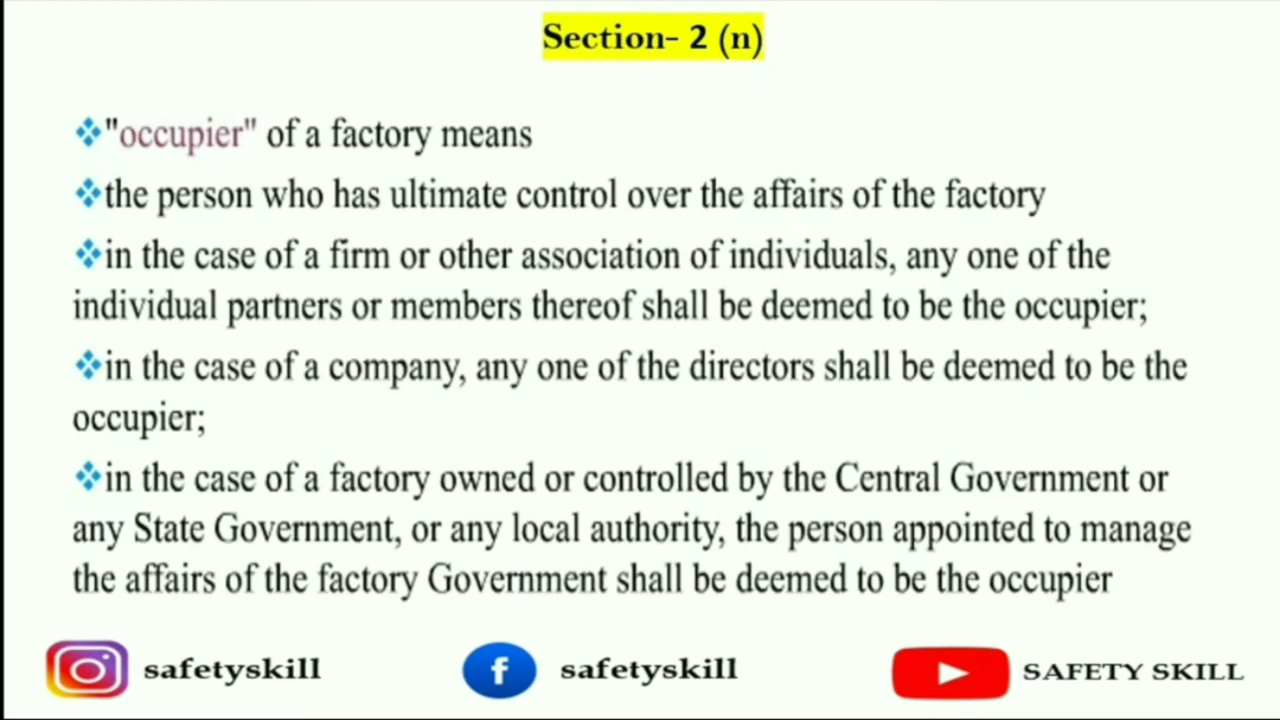 Section- 2 (n)
"occupier" of a factory means
the person who has ultimate control over the affairs of the factory
in the case of a firm or other association of individuals, any one of the
individual partners or members thereof shall be deemed to be the occupier;
in the case of a company, any one of the directors shall be deemed to be the
occupier;
in the case of a factory owned or controlled by the Central Government or
any State Government, or any local authority, the person appointed to manage
the affairs of the factory Government shall be deemed to be the occupier
safetyskill f safetyskill SAFETY SKILL